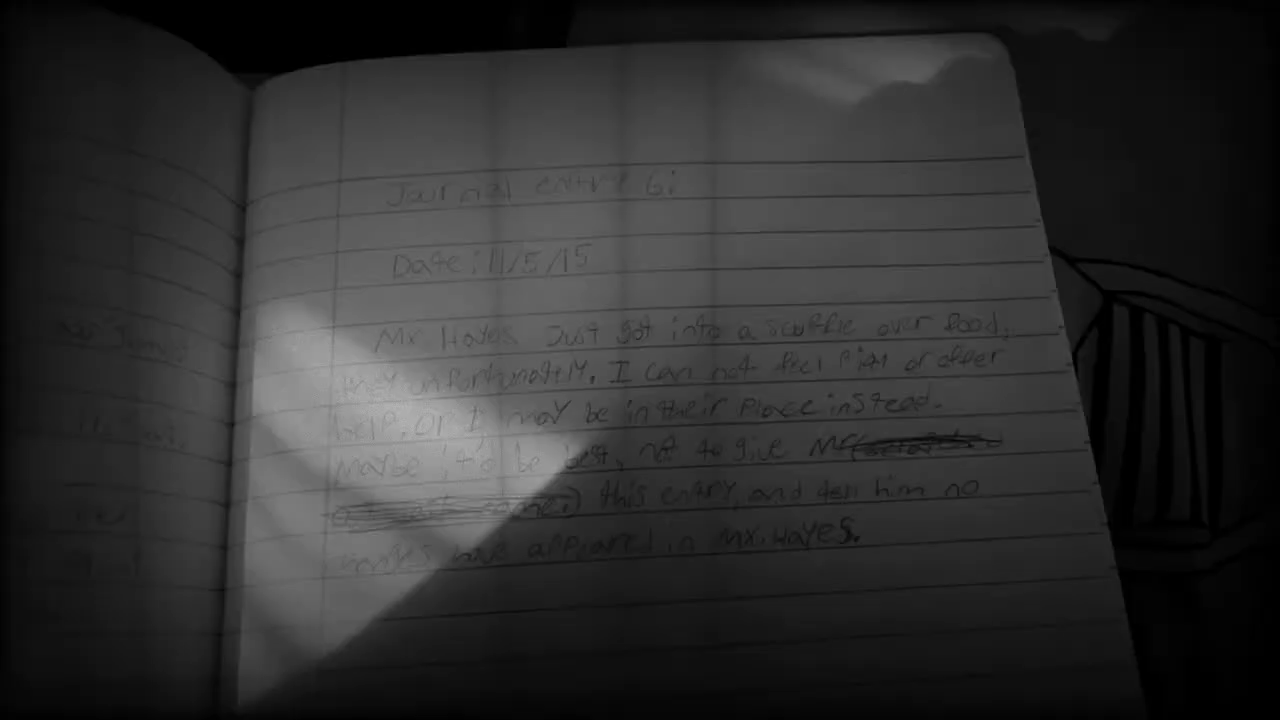 Journal entry 6:
Date: 11/5/15
Mx Hayes Just got into a scuffle over food,
they unfortunately. I can not feel Pity or offer
help. Or I may be in their Place instead.
Maybe it'd be best, not to give Mr
this entry, and tell him no
have appeared in Mx. Hayes.